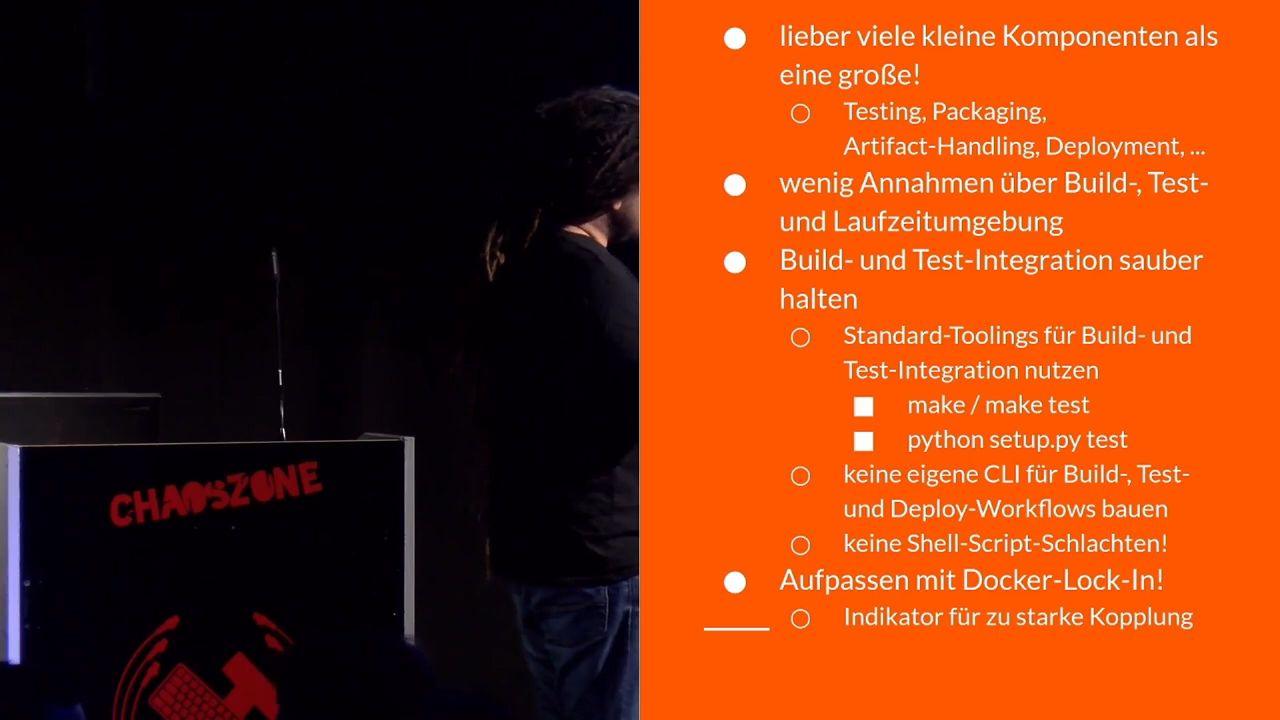 CHAOSZONE
lieber viele kleine Komponenten als
eine große!
Testing, Packaging,
Artifact-Handling, Deployment, ...
wenig Annahmen über Build-, Test-
und Laufzeitumgebung
Build- und Test-Integration sauber
halten
Standard-Toolings für Build- und
Test-Integration nutzen
make / make test
python setup.py test
keine eigene CLI für Build-, Test-
und Deploy-Workflows bauen
keine Shell-Script-Schlachten!
Aufpassen mit Docker-Lock-In!
Indikator für zu starke Kopplung